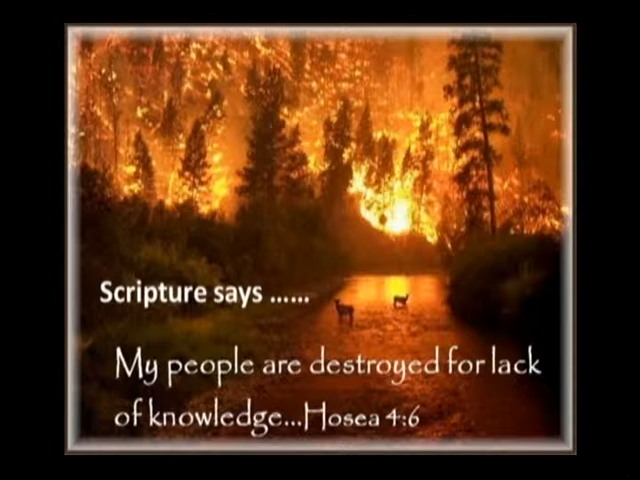 Scripture says ......
My people are destroyed for lack
of knowledge...Hosea 4:6